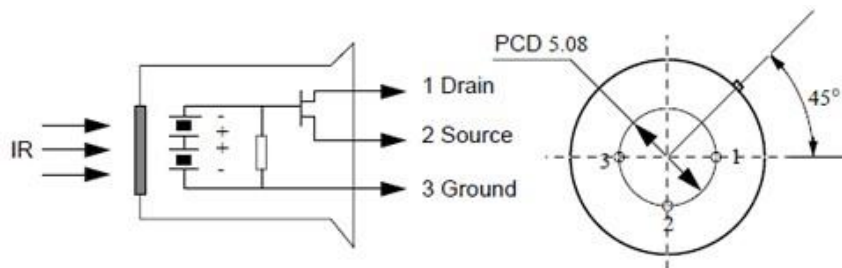 IR
-
+
+
-
1 Drain
2 Source
3 Ground
PCD 5.08
45°
3
1
2